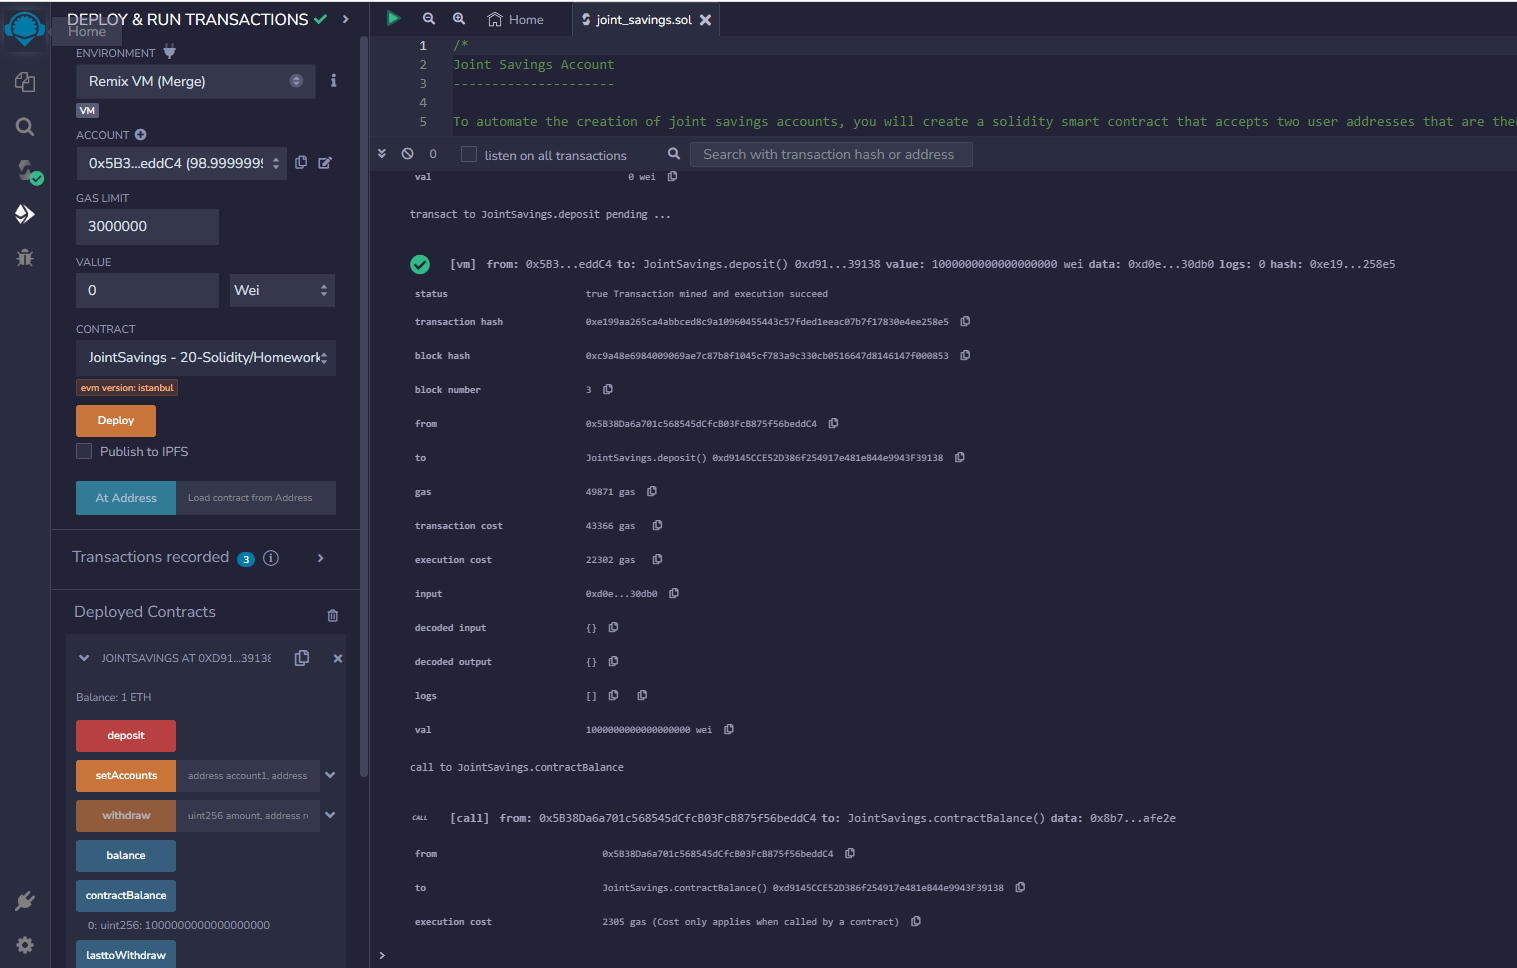 DEPLOY & RUN TRANSACTIONS
Home
ENVIRONMENT
Remix VM (Merge)
VM
ACCOUNT
0x5B3...eddC4 (98.9999999
GAS LIMIT
3000000
VALUE
0
Wei
CONTRACT
JointSavings - 20-Solidity/Homework
evm version: istanbul
Deploy
Publish to IPFS
At Address
Load contract from Address
Transactions recorded 3 i
Deployed Contracts
JOINTSAVINGS AT 0XD91...39138
Balance: 1 ETH
deposit
setAccounts address account1, address
withdraw uint256 amount, address r
balance
contractBalance
0: uint256: 1000000000000000000
lasttoWithdraw
Home
joint_savings.sol
1 /*
2 Joint Savings Account
3 ---------------------
4
5 To automate the creation of joint savings accounts, you will create a solidity smart contract that accepts two user addresses that are the
0 listen on all transactions Search with transaction hash or address
val 0 wei
transact to JointSavings.deposit pending ...
[vm] from: 0x5B3...eddC4 to: JointSavings.deposit() 0xd91...39138 value: 1000000000000000000 wei data: 0xd0e...30db0 logs: 0 hash: 0xe19...258e5
status true Transaction mined and execution succeed
transaction hash 0xe199aa265ca4abbced8c9a10960455443c57fded1eeac07b7f17830e4ee258e5
block hash 0xc9a48e6984009069ae7c87b8f1045cf783a9c330cb0516647d8146147f000853
block number 3
from 0x5B38Da6a701c568545dCfcB03FcB875f56beddC4
to JointSavings.deposit() 0xd9145CCE52D386f254917e481eB44e9943F39138
gas 49871 gas
transaction cost 43366 gas
execution cost 22302 gas
input 0xd0e...30db0
decoded input {}
decoded output {}
logs []
val 1000000000000000000 wei
call to JointSavings.contractBalance
CALL [call] from: 0x5B38Da6a701c568545dCfcB03FcB875f56beddC4 to: JointSavings.contractBalance() data: 0x8b7...afe2e
from 0x5B38Da6a701c568545dCfcB03FcB875f56beddC4
to JointSavings.contractBalance() 0xd9145CCE52D386f254917e481eB44e9943F39138
execution cost 2305 gas (Cost only applies when called by a contract)
>